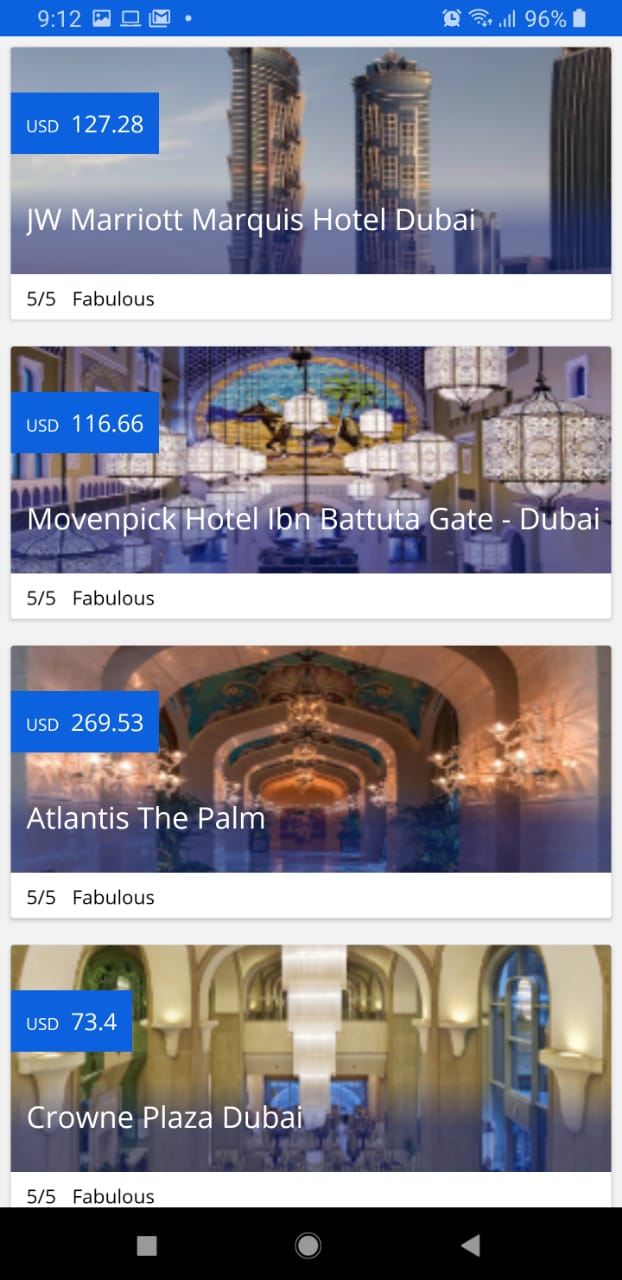 9:12 96%
USD 127.28
JW Marriott Marquis Hotel Dubai
5/5 Fabulous
USD 116.66
Movenpick Hotel Ibn Battuta Gate - Dubai
5/5 Fabulous
USD 269.53
Atlantis The Palm
5/5 Fabulous
USD 73.4
Crowne Plaza Dubai
5/5 Fabulous